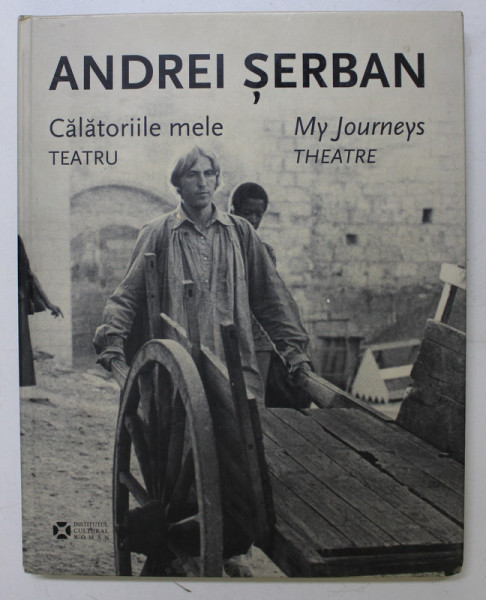 ANDREI ȘERBAN
Călătoriile mele
TEATRU
My Journeys
THEATRE
INSTITUTUL
CULTURAL
ROMÂN